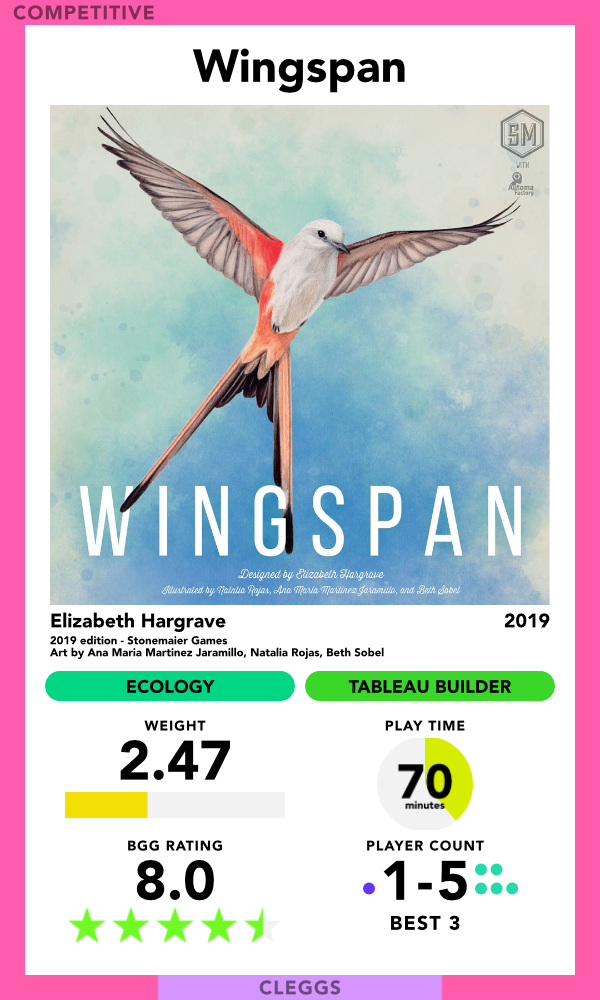 COMPETITIVE
Wingspan
SM
WITH
Automa
Factory
WINGSPAN
Designed by Elizabeth Hargrave
Illustrated by Natalia Rojas, Ana Maria Martinez Jaramillo, and Beth Sobel
Elizabeth Hargrave 2019
2019 edition - Stonemaier Games
Art by Ana Maria Martinez Jaramillo, Natalia Rojas, Beth Sobel
ECOLOGY TABLEAU BUILDER
WEIGHT PLAY TIME
2.47 70
minutes
BGG RATING PLAYER COUNT
8.0 1-5
BEST 3
CLEGGS